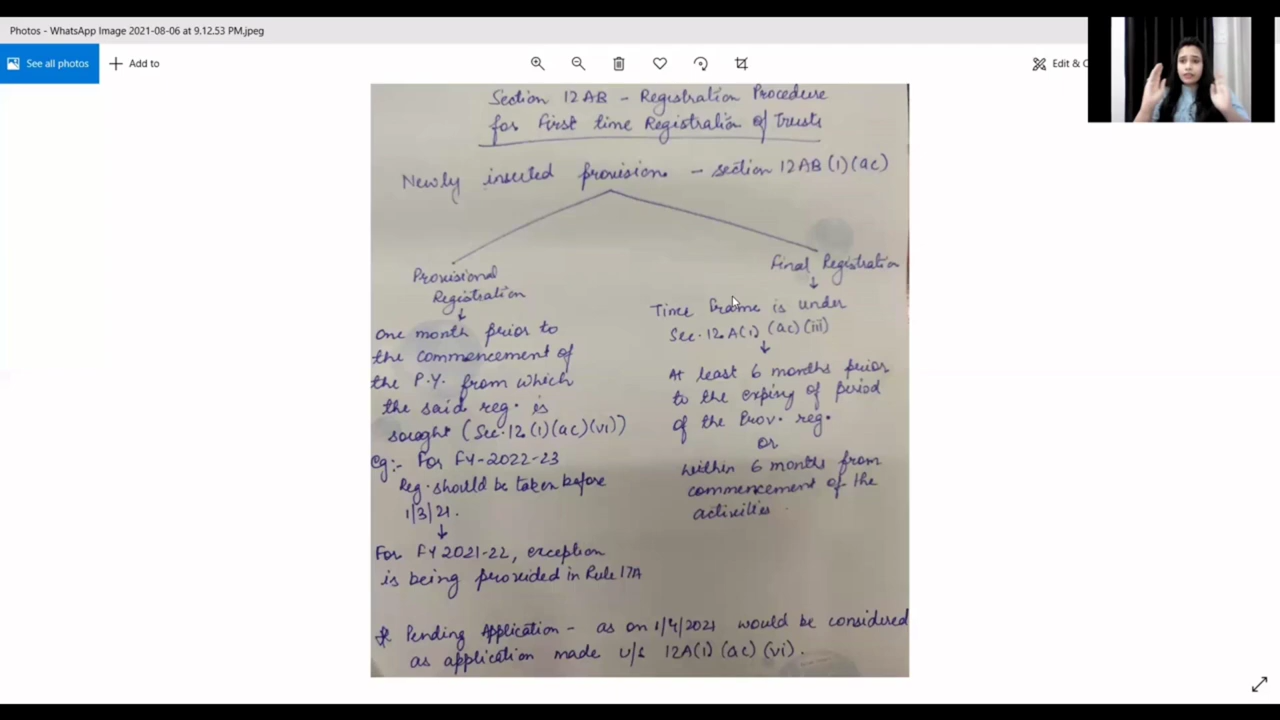 Photos - WhatsApp Image 2021-08-06 at 9.12.53 PM.jpeg
See all photos
Add to
Edit & C
Section 12AB - Registration Procedure
for First time Registration of Trusts
Newly inserted provision - section 12AB(1)(ac)
Provisional
Registration
↓
One month prior to
the commencement of
the P.Y. from which
the said reg. is
sought (Sec.12.(1)(ac)(vi))
eg:- For FY-2022-23
Reg. should be taken before
1/3/21.
↓
For FY 2021-22, exception
is being provided in Rule 17A
Final Registration
↓
Time frame is under
Sec.12.A(1) (ac)(iii)
↓
At least 6 months prior
to the expiry of period
of the Prov. reg.
or
within 6 months from
commencement of the
activities.
Pending Application - as on 1/4/2021 would be considered
as application made u/s 12A(1)(ac)(vi).